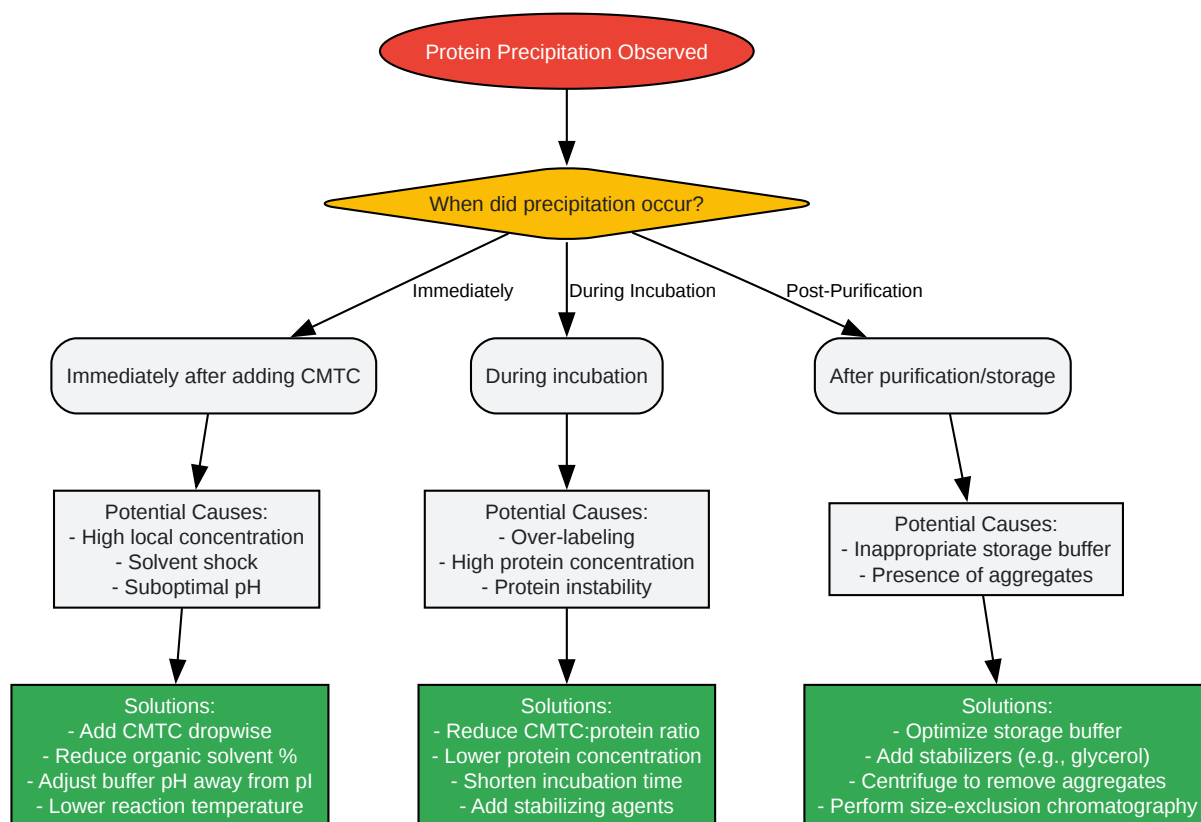 Protein Precipitation Observed
When did precipitation occur?
Immediately
During Incubation
Post-Purification
Immediately after adding CMTC
During incubation
After purification/storage
Potential Causes:
- High local concentration
- Solvent shock
- Suboptimal pH
Potential Causes:
- Over-labeling
- High protein concentration
- Protein instability
Potential Causes:
- Inappropriate storage buffer
- Presence of aggregates
Solutions:
- Add CMTC dropwise
- Reduce organic solvent %
- Adjust buffer pH away from pI
- Lower reaction temperature
Solutions:
- Reduce CMTC:protein ratio
- Lower protein concentration
- Shorten incubation time
- Add stabilizing agents
Solutions:
- Optimize storage buffer
- Add stabilizers (e.g., glycerol)
- Centrifuge to remove aggregates
- Perform size-exclusion chromatography